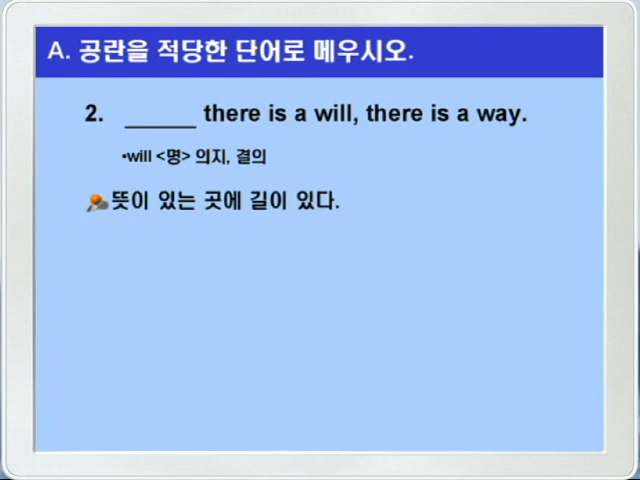 A. 공란을 적당한 단어로 메우시오.
2. ______ there is a will, there is a way.
•will <명> 의지, 결의
뜻이 있는 곳에 길이 있다.